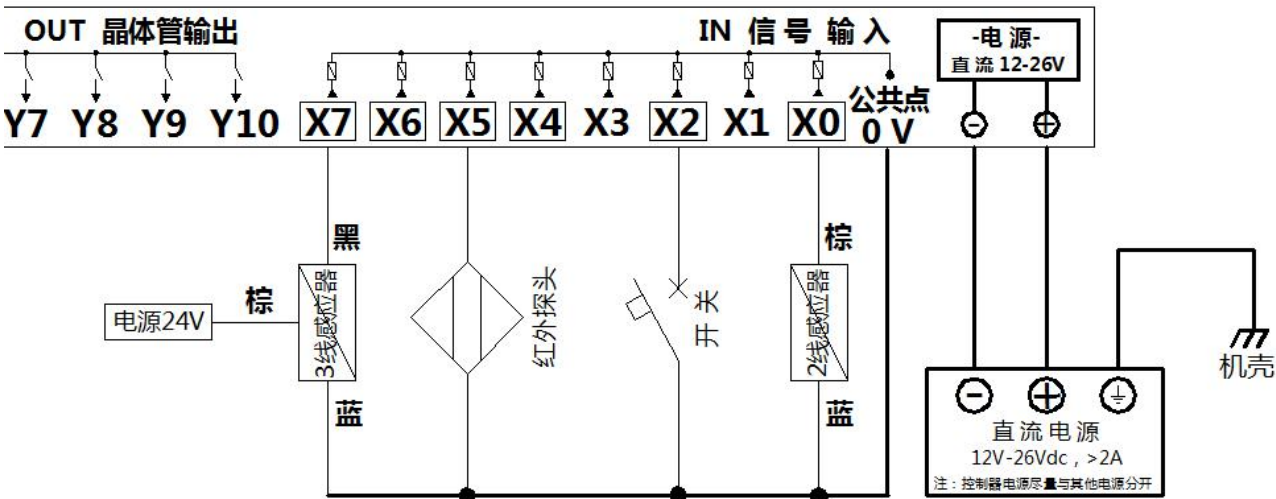 OUT 晶体管输出
IN 信号输入
-电源-
直流 12-26V
Y7 Y8 Y9 Y10 X7 X6 X5 X4 X3 X2 X1 X0
公共点
0 V
- +
黑
棕
电源24V
棕
3线感应器
红外探头
开关
2线感应器
蓝
蓝
机壳
- +
直流电源
12V-26Vdc，>2A
注：控制器电源尽量与其他电源分开